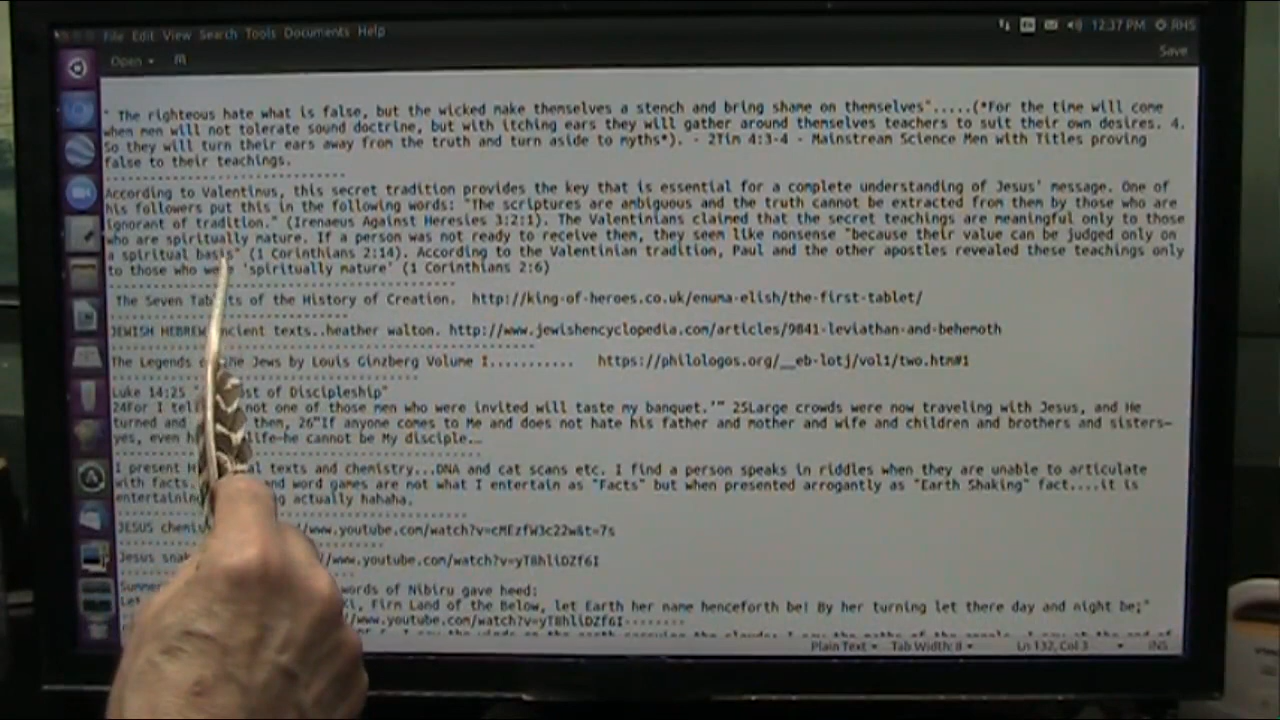 File Edit View Search Tools Documents Help
12:37 PM RHS
Open Save
" The righteous hate what is false, but the wicked make themselves a stench and bring shame on themselves".....(*For the time will come
when men will not tolerate sound doctrine, but with itching ears they will gather around themselves teachers to suit their own desires. 4.
So they will turn their ears away from the truth and turn aside to myths*). - 2Tim 4:3-4 - Mainstream Science Men with Titles proving
false to their teachings.
According to Valentinus, this secret tradition provides the key that is essential for a complete understanding of Jesus' message. One of
his followers put this in the following words: "The scriptures are ambiguous and the truth cannot be extracted from them by those who are
ignorant of tradition." (Irenaeus Against Heresies 3:2:1). The Valentinians claimed that the secret teachings are meaningful only to those
who are spiritually mature. If a person was not ready to receive them, they seem like nonsense "because their value can be judged only on
a spiritual basis" (1 Corinthians 2:14). According to the Valentinian tradition, Paul and the other apostles revealed these teachings only
to those who 'spiritually mature' (1 Corinthians 2:6)
The Seven of the History of Creation. http://king-of-heroes.co.uk/enuma-elish/the-first-tablet/
JEWISH HEBREW ancient texts..heather walton. http://www.jewishencyclopedia.com/articles/9841-leviathan-and-behemoth
The Legends the Jews by Louis Ginzberg Volume I........... https://philologos.org/__eb-lotj/vol1/two.htm#1
Luke 14:25 of Discipleship"
24For I tell not one of those men who were invited will taste my banquet.'" 25Large crowds were now traveling with Jesus, and He
turned and them, 26"If anyone comes to Me and does not hate his father and mother and wife and children and brothers and sisters—
yes, even life—he cannot be My disciple…
I present texts and chemistry...DNA and cat scans etc. I find a person speaks in riddles when they are unable to articulate
with facts. and word games are not what I entertain as "Facts" but when presented arrogantly as "Earth Shaking" fact....it is
entertaining actually hahaha.
JESUS /www.youtube.com/watch?v=cMEzfW3c22w&t=7s
Jesus /www.youtube.com/watch?v=yT8hliDZf6I
words of Nibiru gave heed:
Ki, Firm Land of the Below, let Earth her name henceforth be! By her turning let there day and night be;"
/www.youtube.com/watch?v=yT8hliDZf6I--------
Plain Text Tab Width: 8 Ln 132, Col 3 INS